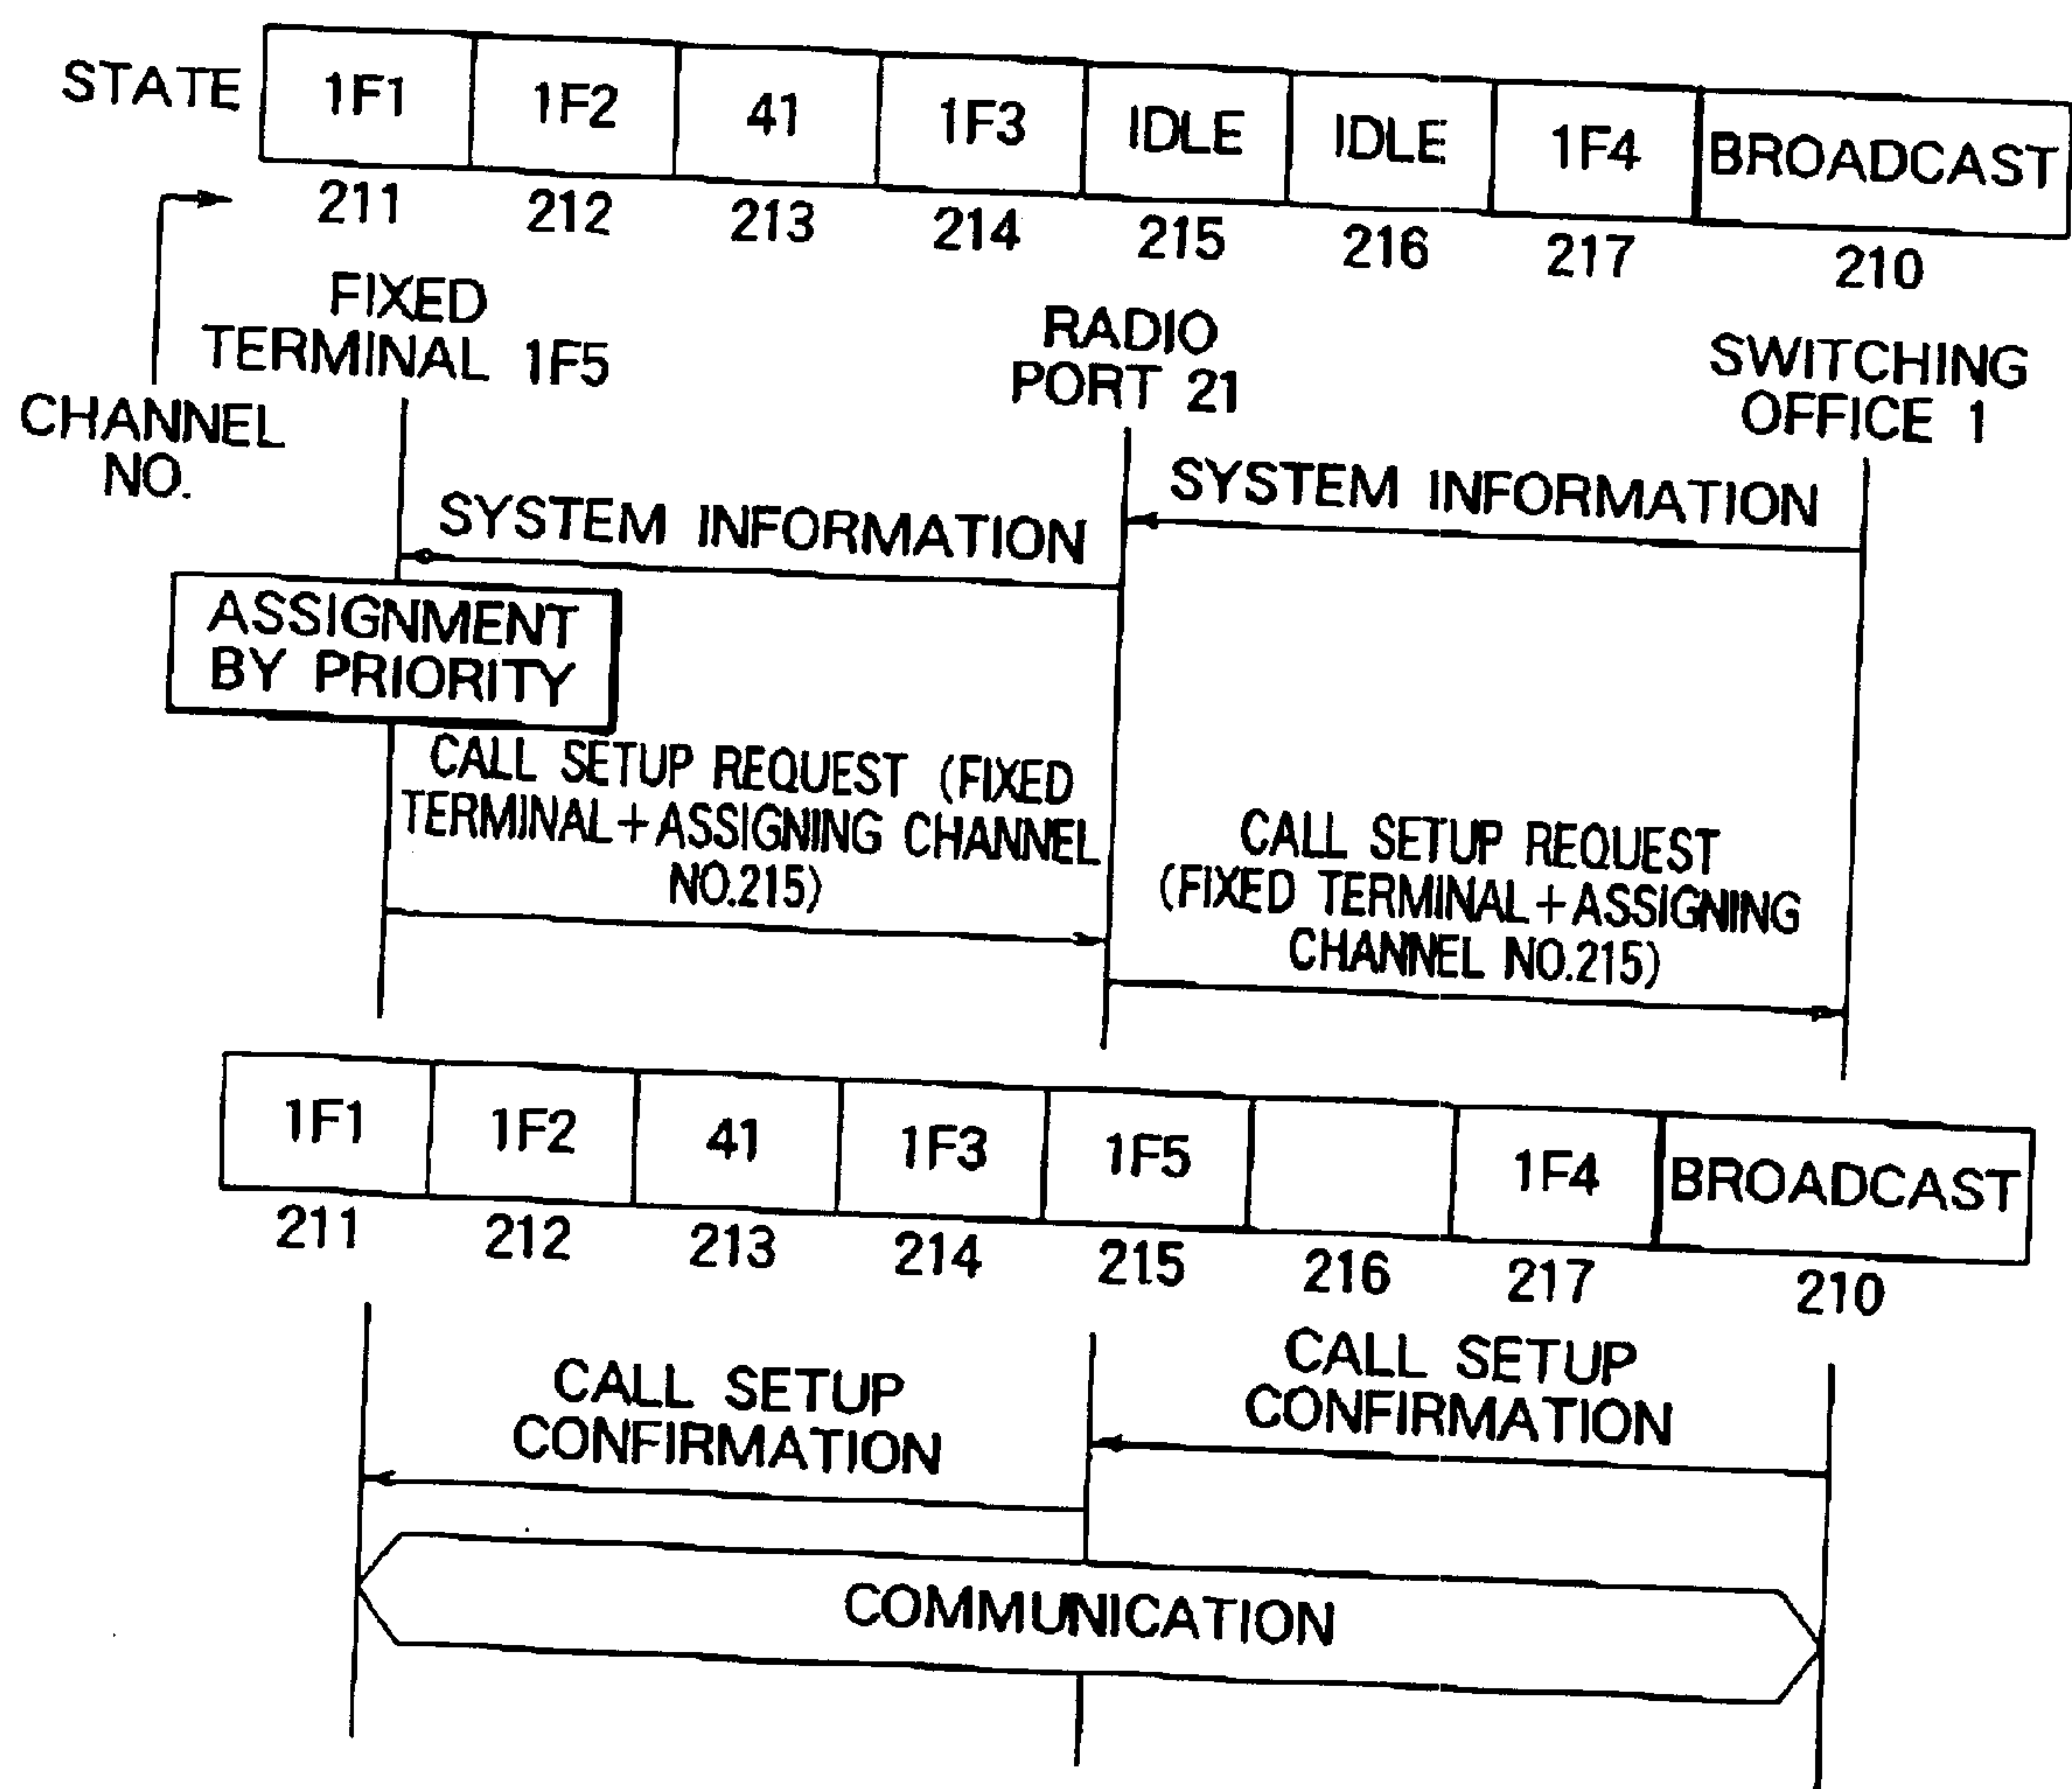 STATE 1F1 1F2 41 1F3 IDLE IDLE 1F4 BROADCAST
211 212 213 214 215 216 217 210
CHANNEL
NO.
FIXED
TERMINAL 1F5
RADIO
PORT 21
SWITCHING
OFFICE 1
SYSTEM INFORMATION
SYSTEM INFORMATION
ASSIGNMENT
BY PRIORITY
CALL SETUP REQUEST (FIXED
TERMINAL+ASSIGNING CHANNEL
NO.215)
CALL SETUP REQUEST
(FIXED TERMINAL+ASSIGNING
CHANNEL NO.215)
1F1 1F2 41 1F3 1F5 1F4 BROADCAST
211 212 213 214 215 216 217 210
CALL SETUP
CONFIRMATION
CALL SETUP
CONFIRMATION
COMMUNICATION